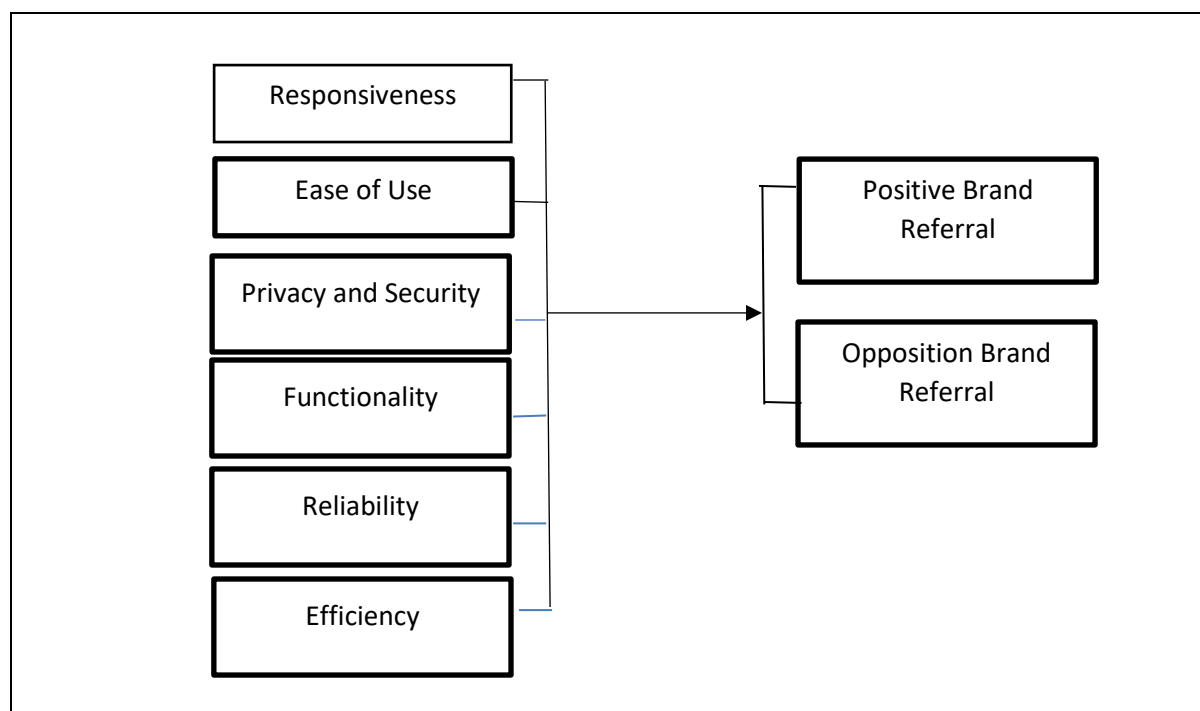 Responsiveness
Ease of Use
Privacy and Security
Functionality
Reliability
Efficiency
Positive Brand
Referral
Opposition Brand
Referral